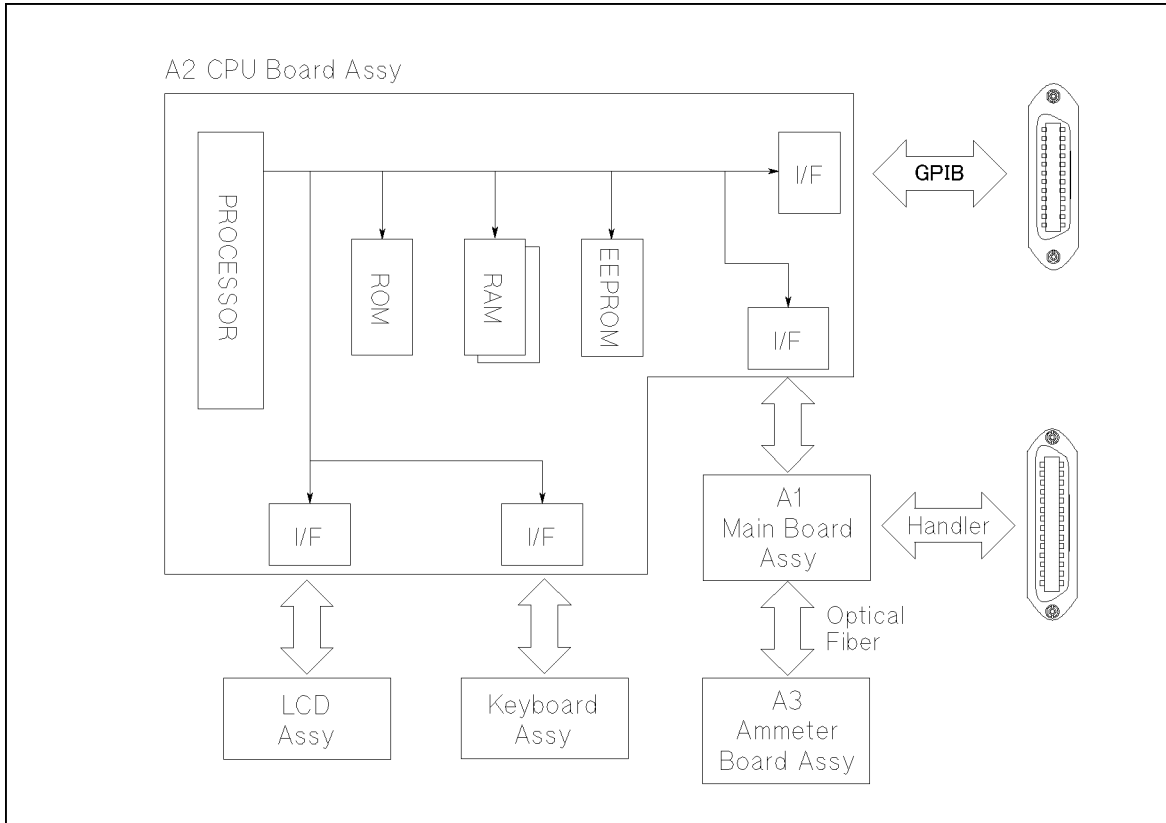 A2 CPU Board Assy
PROCESSOR
ROM
RAM
EEPROM
I/F
GPIB
I/F
I/F
I/F
A1
Main Board
Assy
Handler
Optical
Fiber
LCD
Assy
Keyboard
Assy
A3
Ammeter
Board Assy